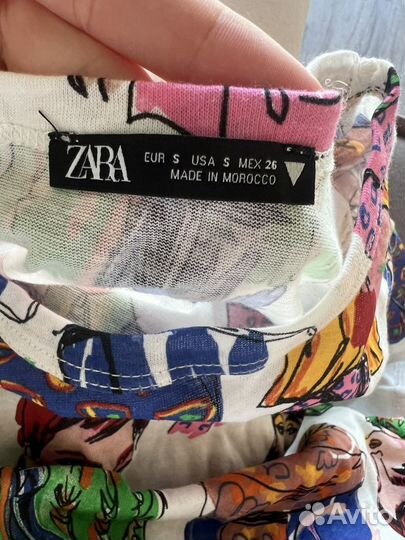 ZARA
EUR S USA S MEX 26
MADE IN MOROCCO
Avito